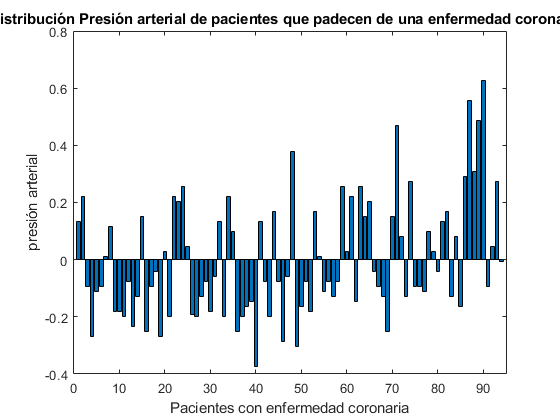 istribución Presión arterial de pacientes que padecen de una enfermedad corona
0.8
0.6
0.4
0.2
0
-0.2
-0.4
presión arterial
0 10 20 30 40 50 60 70 80 90
Pacientes con enfermedad coronaria